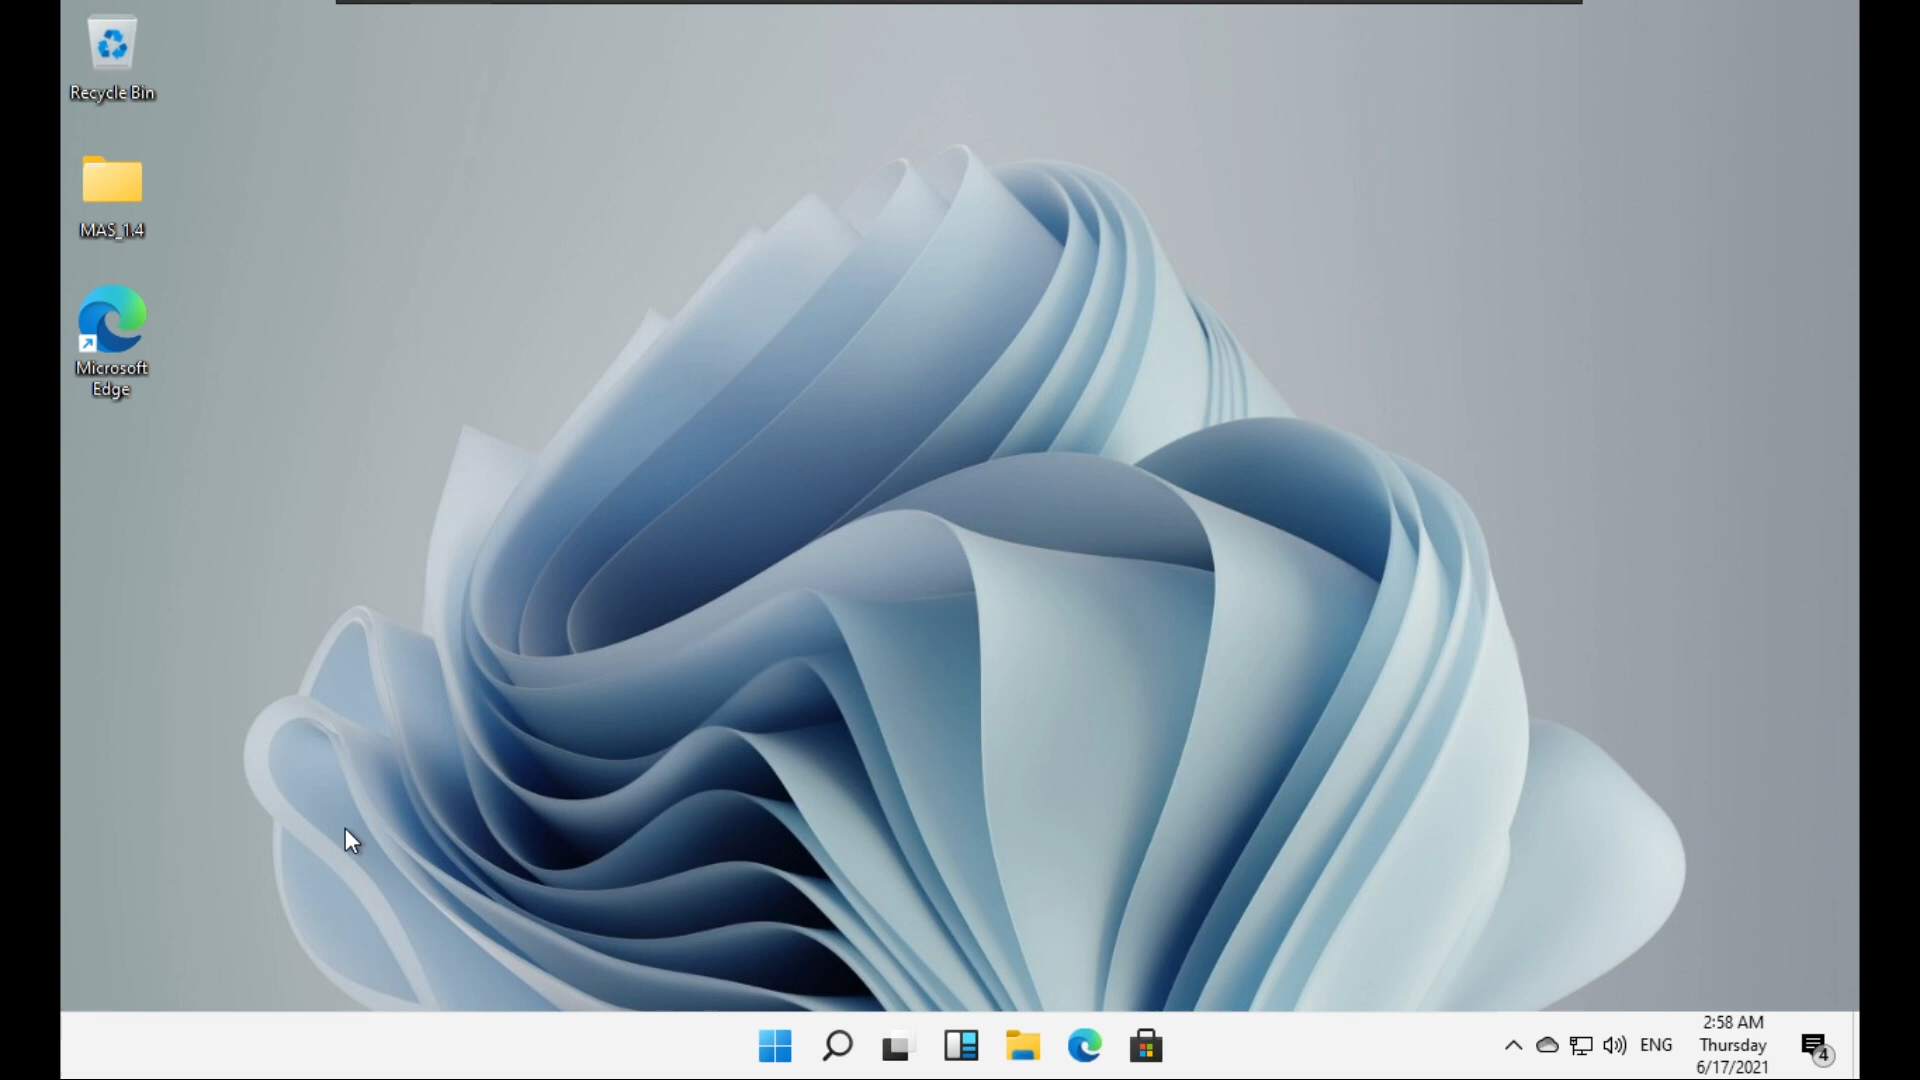 Recycle Bin
MAS_1.4
Microsoft
Edge
ENG
2:58 AM
Thursday
6/17/2021
4